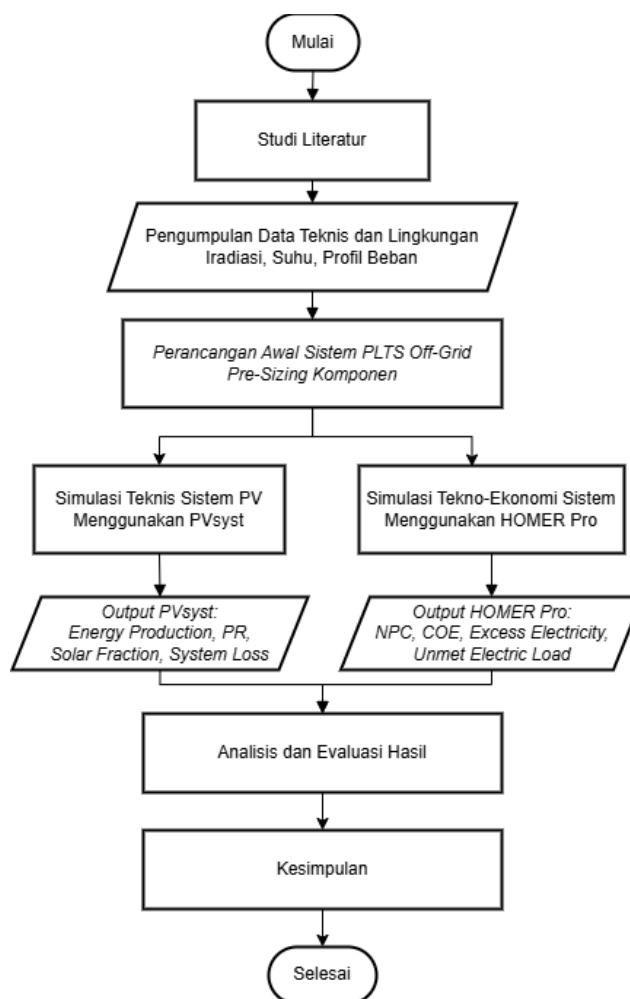 Mulai
Studi Literatur
Pengumpulan Data Teknis dan Lingkungan
Iradiasi, Suhu, Profil Beban
Perancangan Awal Sistem PLTS Off-Grid
Pre-Sizing Komponen
Simulasi Teknis Sistem PV
Menggunakan PVsyst
Simulasi Tekno-Ekonomi Sistem
Menggunakan HOMER Pro
Output PVsyst:
Energy Production, PR,
Solar Fraction, System Loss
Output HOMER Pro:
NPC, COE, Excess Electricity,
Unmet Electric Load
Analisis dan Evaluasi Hasil
Kesimpulan
Selesai